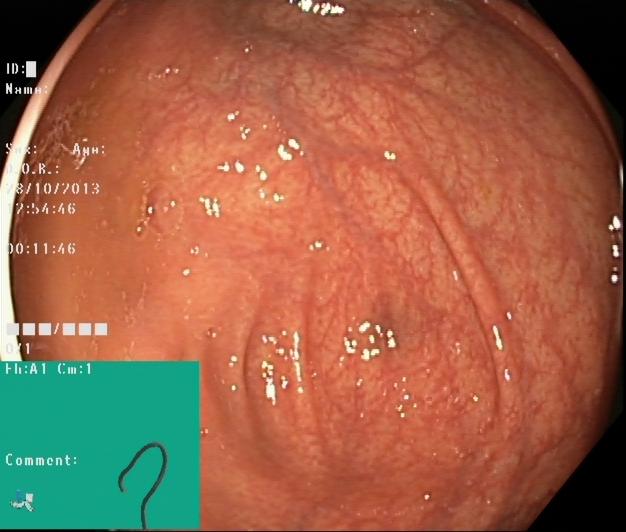 ID:
Name:
Sex: Age:
D.O.B.:
28/10/2013
12:54:46
00:11:46
/
0/1
Eh:A1 Cm:1
Comment: